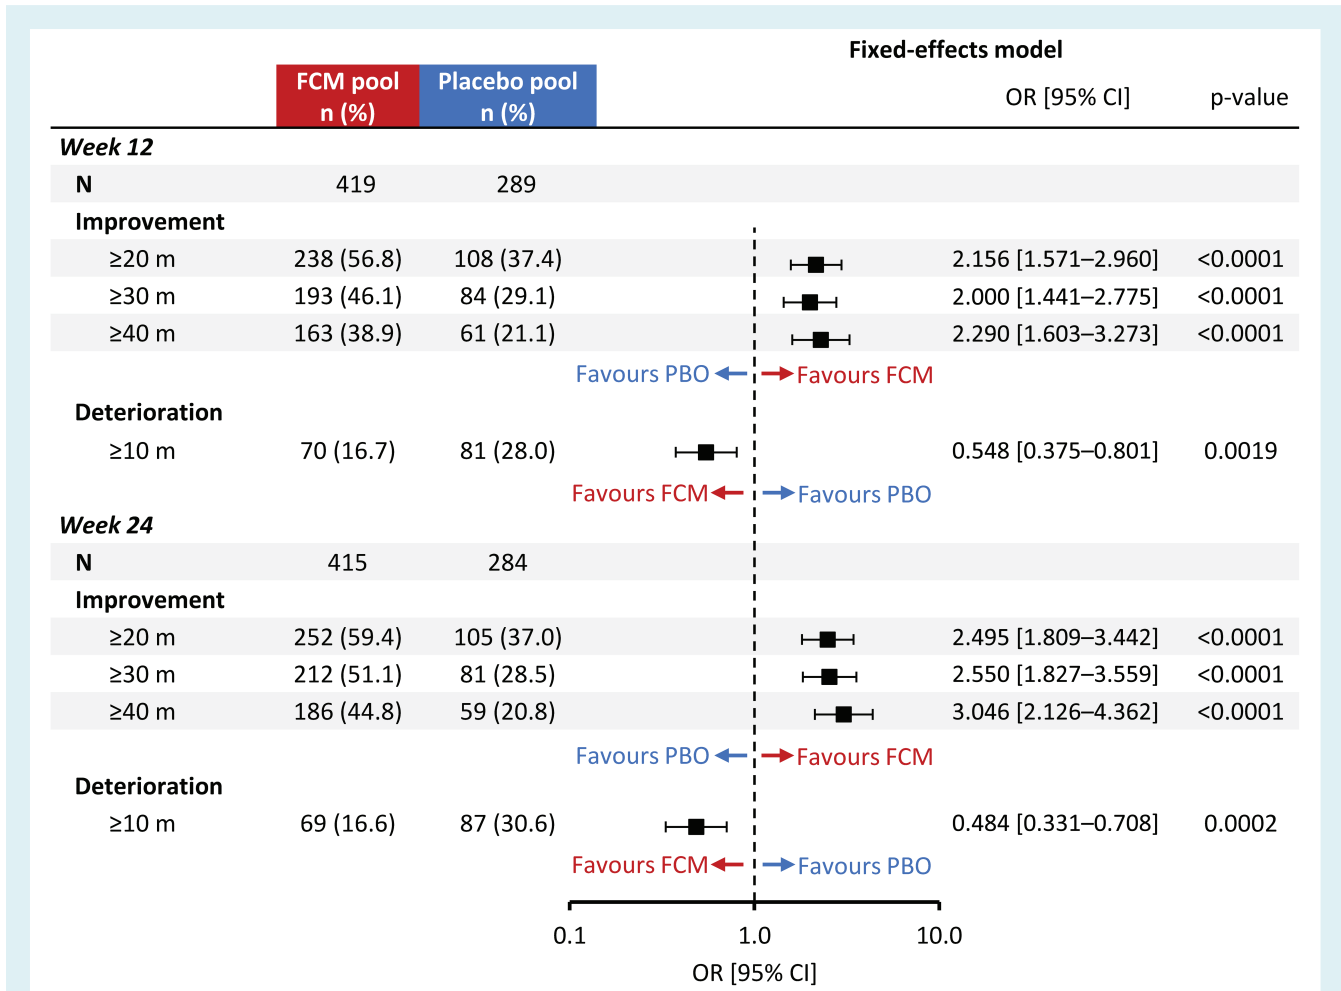 Fixed-effects model
FCM pool n (%) Placebo pool n (%) OR [95% CI] p-value
Week 12
N 419 289
Improvement
≥20 m 238 (56.8) 108 (37.4) 2.156 [1.571–2.960] <0.0001
≥30 m 193 (46.1) 84 (29.1) 2.000 [1.441–2.775] <0.0001
≥40 m 163 (38.9) 61 (21.1) 2.290 [1.603–3.273] <0.0001
Favours PBO Favours FCM
Deterioration
≥10 m 70 (16.7) 81 (28.0) 0.548 [0.375–0.801] 0.0019
Favours FCM Favours PBO
Week 24
N 415 284
Improvement
≥20 m 252 (59.4) 105 (37.0) 2.495 [1.809–3.442] <0.0001
≥30 m 212 (51.1) 81 (28.5) 2.550 [1.827–3.559] <0.0001
≥40 m 186 (44.8) 59 (20.8) 3.046 [2.126–4.362] <0.0001
Favours PBO Favours FCM
Deterioration
≥10 m 69 (16.6) 87 (30.6) 0.484 [0.331–0.708] 0.0002
Favours FCM Favours PBO
0.1 1.0 10.0
OR [95% CI]